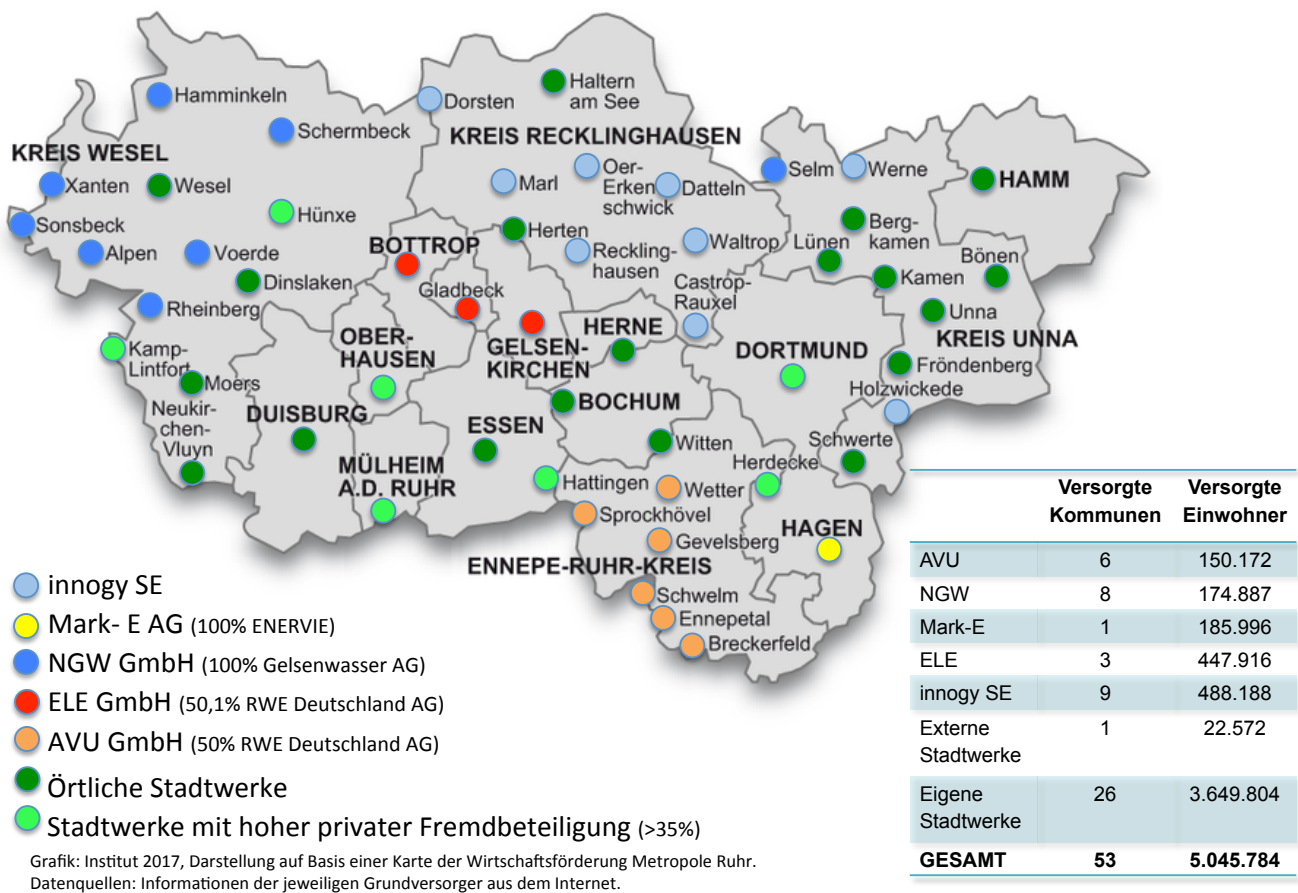 Hamminkeln
Schermbeck
Dorsten
Haltern
am See
KREIS RECKLINGHAUSEN
KREIS WESEL
Xanten
Wesel
Hünxe
Sonsbeck
Alpen
Voerde
Dinslaken
Rheinberg
Marl
Oer-
Erken
schwick
Datteln
Herten
Reckling-
hausen
Waltrop
Castrop-
Rauxel
Selm
Werne
HAMM
Berg-
kamen
Lünen
Kamen
Bönen
Unna
KREIS UNNA
Fröndenberg
Holzwickede
BOTTROP
Gladbeck
OBER-
HAUSEN
GELSEN-
KIRCHEN
HERNE
DORTMUND
Kamp-
Lintfort
Moers
Neukir-
chen-
Vluyn
DUISBURG
ESSEN
BOCHUM
Witten
Schwerte
Herdecke
MÜLHEIM
A.D. RUHR
Hattingen
Wetter
Sprockhövel
Gevelsberg
HAGEN
ENNEPE-RUHR-KREIS
Schwelm
Ennepetal
Breckerfeld
innogy SE
Mark- E AG (100% ENERVIE)
NGW GmbH (100% Gelsenwasser AG)
ELE GmbH (50,1% RWE Deutschland AG)
AVU GmbH (50% RWE Deutschland AG)
Örtliche Stadtwerke
Stadtwerke mit hoher privater Fremdbeteiligung (>35%)
Grafik: Institut 2017, Darstellung auf Basis einer Karte der Wirtschaftsförderung Metropole Ruhr.
Datenquellen: Informationen der jeweiligen Grundversorger aus dem Internet.
Versorgte Versorgte
Kommunen Einwohner
AVU 6 150.172
NGW 8 174.887
Mark-E 1 185.996
ELE 3 447.916
innogy SE 9 488.188
Externe 1 22.572
Stadtwerke
Eigene 26 3.649.804
Stadtwerke
GESAMT 53 5.045.784